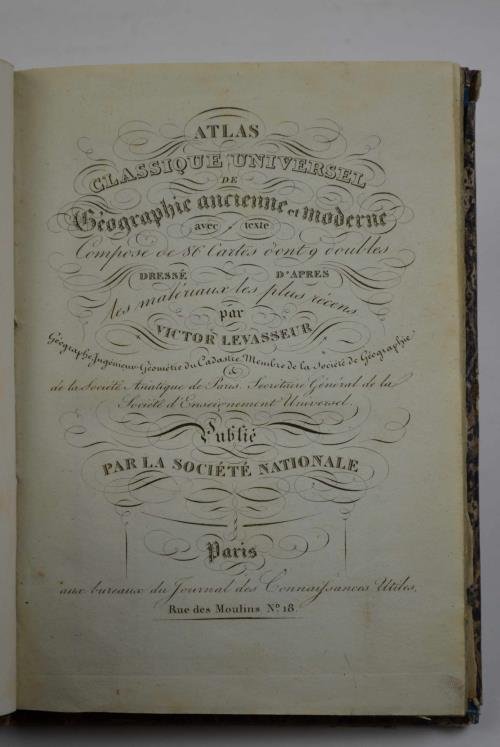 ATLAS
CLASSIQUE UNIVERSEL
DE
Géographie ancienne et moderne
avec texte
Composé de 86 Cartes dont 9 doubles
DRESSÉ D'APRES
les matériaux les plus récens
par
VICTOR LEVASSEUR
Géographe Ingénieur Géomètre du Cadastre Membre de la Société de Géographie
&
de la Société Asiatique de Paris. Secrétaire Général de la
Société d'Enseignement Universel.
Publié
PAR LA SOCIÉTÉ NATIONALE
Paris
aux bureaux du Journal des Connaissances Utiles,
Rue des Moulins No. 18.